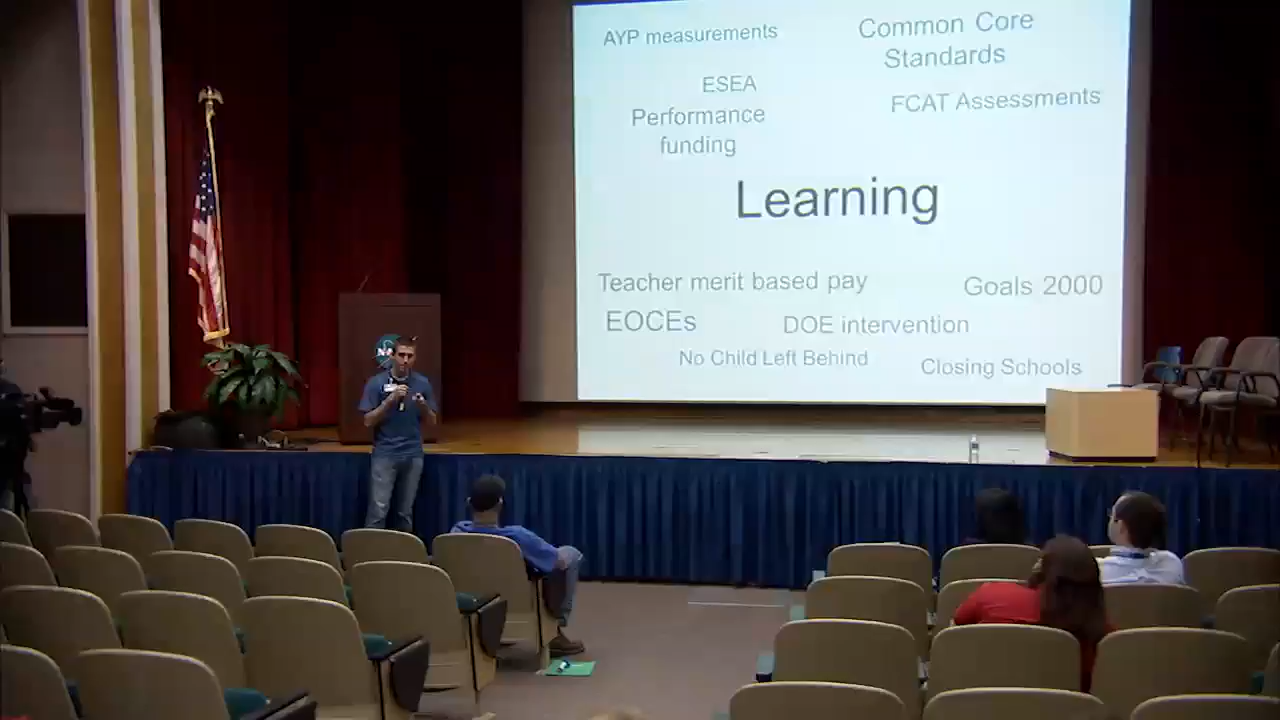 AYP measurements
Common Core
Standards
ESEA
FCAT Assessments
Performance
funding
Learning
Teacher merit based pay
Goals 2000
EOCEs
DOE intervention
No Child Left Behind
Closing Schools